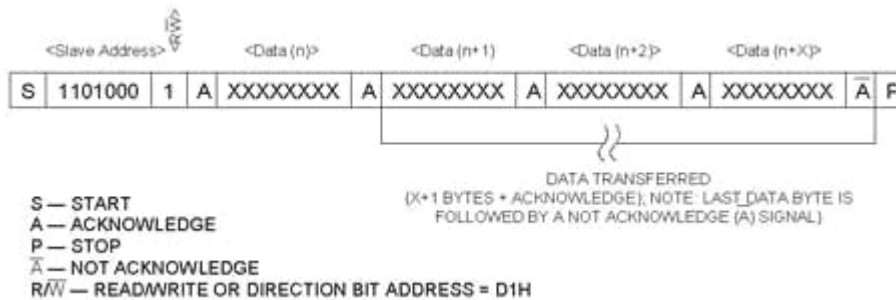 <R/W̅>
<Slave Address> <Data (n)> <Data (n+1) <Data (n+2)> <Data (n+X)>
S 1101000 1 A XXXXXXXX A XXXXXXXX A XXXXXXXX A XXXXXXXX A̅ P
DATA TRANSFERRED
(X+1 BYTES + ACKNOWLEDGE); NOTE: LAST DATA BYTE IS
FOLLOWED BY A NOT ACKNOWLEDGE (A̅) SIGNAL)
S — START
A — ACKNOWLEDGE
P — STOP
A̅ — NOT ACKNOWLEDGE
R/W̅ — READ/WRITE OR DIRECTION BIT ADDRESS = D1H